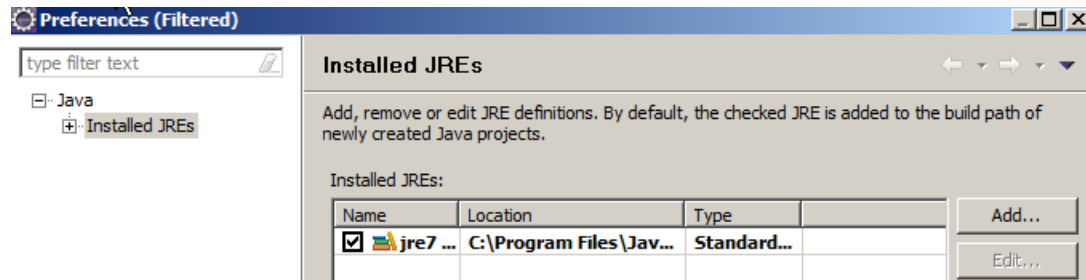 Preferences (Filtered)
type filter text
Java
Installed JREs
Installed JREs
Add, remove or edit JRE definitions. By default, the checked JRE is added to the build path of
newly created Java projects.
Installed JREs:
Name Location Type
jre7 ... C:\Program Files\Jav... Standard...
Add...
Edit...